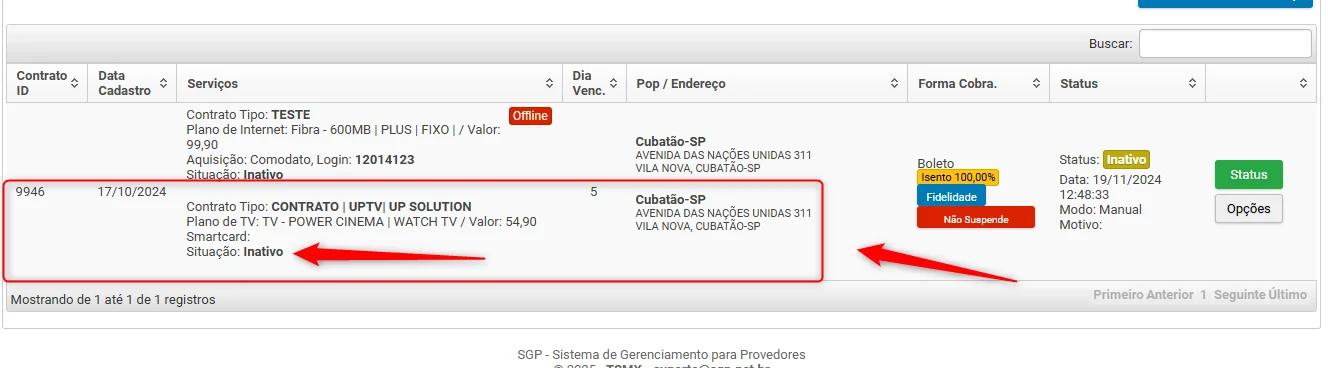 Buscar:
Contrato ID
Data Cadastro
Serviços
Dia Venc.
Pop / Endereço
Forma Cobra.
Status
Contrato Tipo: TESTE
Offline
Plano de Internet: Fibra - 600MB | PLUS | FIXO | / Valor:
99,90
Aquisição: Comodato, Login: 12014123
Situação: Inativo
Cubatão-SP
AVENIDA DAS NAÇÕES UNIDAS 311
VILA NOVA, CUBATÃO-SP
9946
17/10/2024
Contrato Tipo: CONTRATO | UPTV| UP SOLUTION
Plano de TV: TV - POWER CINEMA | WATCH TV / Valor: 54,90
Smartcard:
Situação: Inativo
5
Cubatão-SP
AVENIDA DAS NAÇÕES UNIDAS 311
VILA NOVA, CUBATÃO-SP
Boleto
Isento 100,00%
Fidelidade
Não Suspende
Status: Inativo
Data: 19/11/2024
12:48:33
Modo: Manual
Motivo:
Status
Opções
Mostrando de 1 até 1 de 1 registros
Primeiro Anterior 1 Seguinte Último
SGP - Sistema de Gerenciamento para Provedores